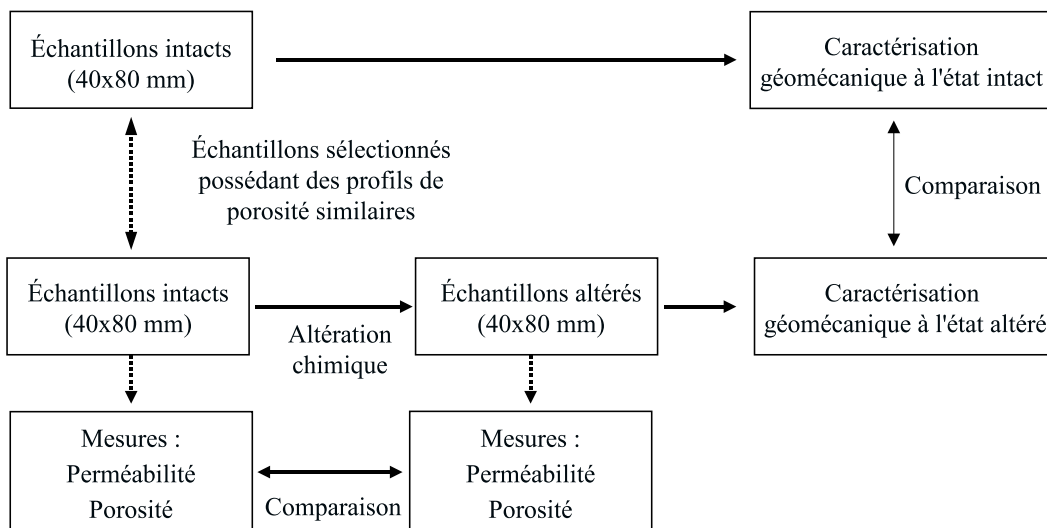 Échantillons intacts
(40x80 mm)
Caractérisation
géomécanique à l'état intact
Échantillons sélectionnés
possédant des profils de
porosité similaires
Comparaison
Échantillons intacts
(40x80 mm)
Altération
chimique
Échantillons altérés
(40x80 mm)
Caractérisation
géomécanique à l'état altéré
Mesures :
Perméabilité
Porosité
Comparaison
Mesures :
Perméabilité
Porosité